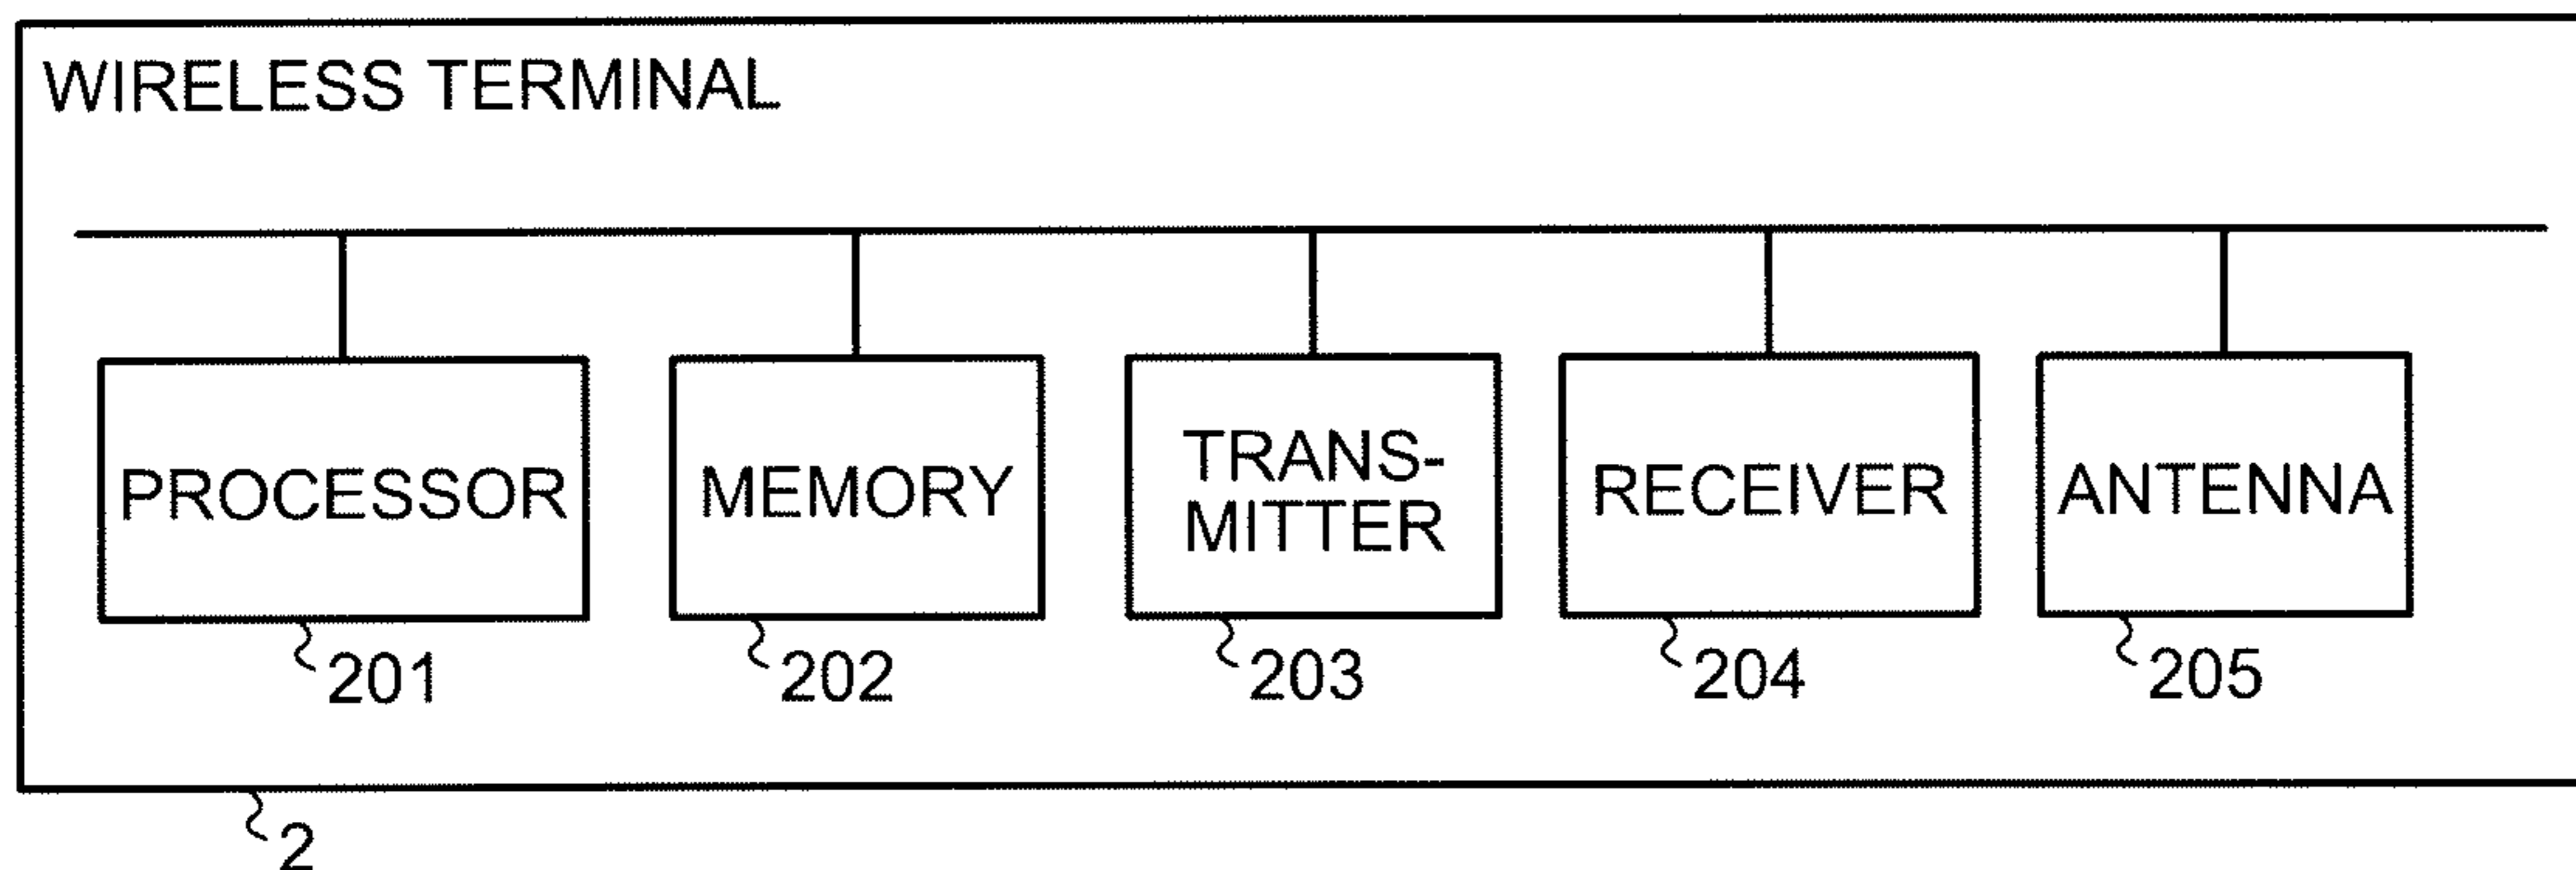 WIRELESS TERMINAL
PROCESSOR
MEMORY
TRANS-
MITTER
RECEIVER
ANTENNA
201
202
203
204
205
2